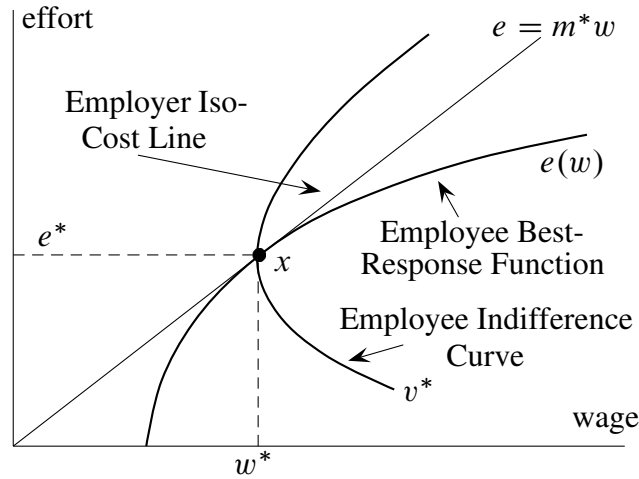 effort
e = m*w
Employer Iso-
Cost Line
e(w)
e*
x
Employee Best-
Response Function
Employee Indifference
Curve
v*
wage
w*